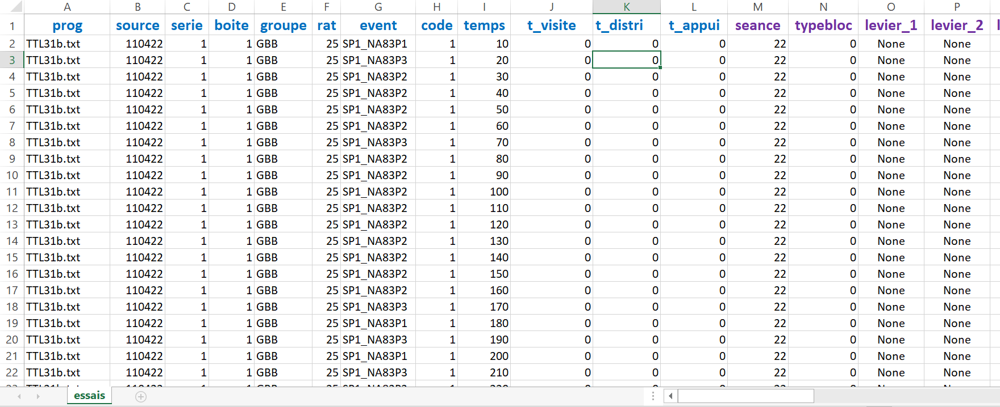 A B C D E F G H I J K L M N O P
1 prog source serie boite groupe rat event code temps t_visite t_distri t_appui seance typebloc levier_1 levier_2
2 TTL31b.txt 110422 1 1 GBB 25 SP1_NA83P1 1 10 0 0 0 22 0 None None
3 TTL31b.txt 110422 1 1 GBB 25 SP1_NA83P3 1 20 0 0 0 22 0 None None
4 TTL31b.txt 110422 1 1 GBB 25 SP1_NA83P2 1 30 0 0 0 22 0 None None
5 TTL31b.txt 110422 1 1 GBB 25 SP1_NA83P2 1 40 0 0 0 22 0 None None
6 TTL31b.txt 110422 1 1 GBB 25 SP1_NA83P2 1 50 0 0 0 22 0 None None
7 TTL31b.txt 110422 1 1 GBB 25 SP1_NA83P2 1 60 0 0 0 22 0 None None
8 TTL31b.txt 110422 1 1 GBB 25 SP1_NA83P3 1 70 0 0 0 22 0 None None
9 TTL31b.txt 110422 1 1 GBB 25 SP1_NA83P2 1 80 0 0 0 22 0 None None
10 TTL31b.txt 110422 1 1 GBB 25 SP1_NA83P2 1 90 0 0 0 22 0 None None
11 TTL31b.txt 110422 1 1 GBB 25 SP1_NA83P2 1 100 0 0 0 22 0 None None
12 TTL31b.txt 110422 1 1 GBB 25 SP1_NA83P2 1 110 0 0 0 22 0 None None
13 TTL31b.txt 110422 1 1 GBB 25 SP1_NA83P2 1 120 0 0 0 22 0 None None
14 TTL31b.txt 110422 1 1 GBB 25 SP1_NA83P2 1 130 0 0 0 22 0 None None
15 TTL31b.txt 110422 1 1 GBB 25 SP1_NA83P2 1 140 0 0 0 22 0 None None
16 TTL31b.txt 110422 1 1 GBB 25 SP1_NA83P2 1 150 0 0 0 22 0 None None
17 TTL31b.txt 110422 1 1 GBB 25 SP1_NA83P2 1 160 0 0 0 22 0 None None
18 TTL31b.txt 110422 1 1 GBB 25 SP1_NA83P3 1 170 0 0 0 22 0 None None
19 TTL31b.txt 110422 1 1 GBB 25 SP1_NA83P1 1 180 0 0 0 22 0 None None
20 TTL31b.txt 110422 1 1 GBB 25 SP1_NA83P3 1 190 0 0 0 22 0 None None
21 TTL31b.txt 110422 1 1 GBB 25 SP1_NA83P1 1 200 0 0 0 22 0 None None
22 TTL31b.txt 110422 1 1 GBB 25 SP1_NA83P3 1 210 0 0 0 22 0 None None
essais